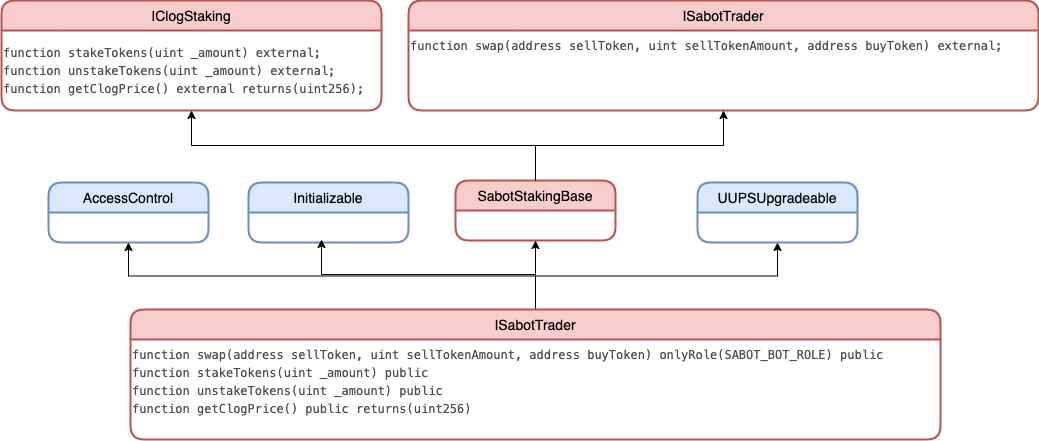 IClogStaking
function stakeTokens(uint _amount) external;
function unstakeTokens(uint _amount) external;
function getClogPrice() external returns(uint256);
ISabotTrader
function swap(address sellToken, uint sellTokenAmount, address buyToken) external;
AccessControl
Initializable
SabotStakingBase
UUPSUpgradeable
ISabotTrader
function swap(address sellToken, uint sellTokenAmount, address buyToken) onlyRole(SABOT_BOT_ROLE) public
function stakeTokens(uint _amount) public
function unstakeTokens(uint _amount) public
function getClogPrice() public returns(uint256)